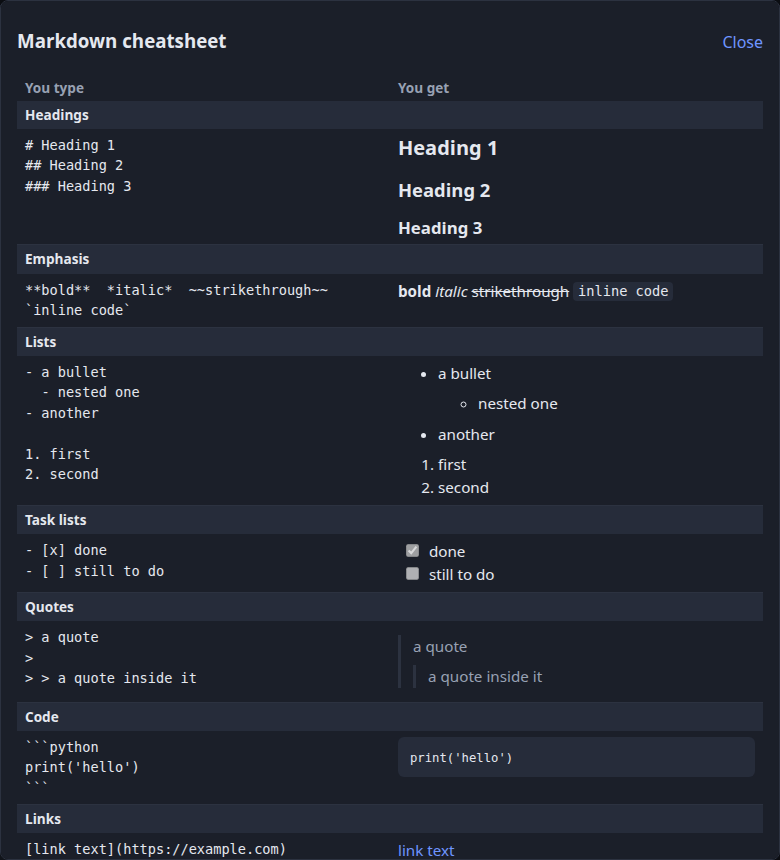 Markdown cheatsheet Close
You type You get
Headings
# Heading 1
## Heading 2
### Heading 3
Heading 1
Heading 2
Heading 3
Emphasis
**bold**  *italic*  ~~strikethrough~~
`inline code`
bold italic strikethrough inline code
Lists
- a bullet
  - nested one
- another
1. first
2. second
• a bullet
◦ nested one
• another
1. first
2. second
Task lists
- [x] done
- [ ] still to do
done
still to do
Quotes
> a quote
>
> > a quote inside it
a quote
a quote inside it
Code
```python
print('hello')
```
print('hello')
Links
[link text](https://example.com)
link text